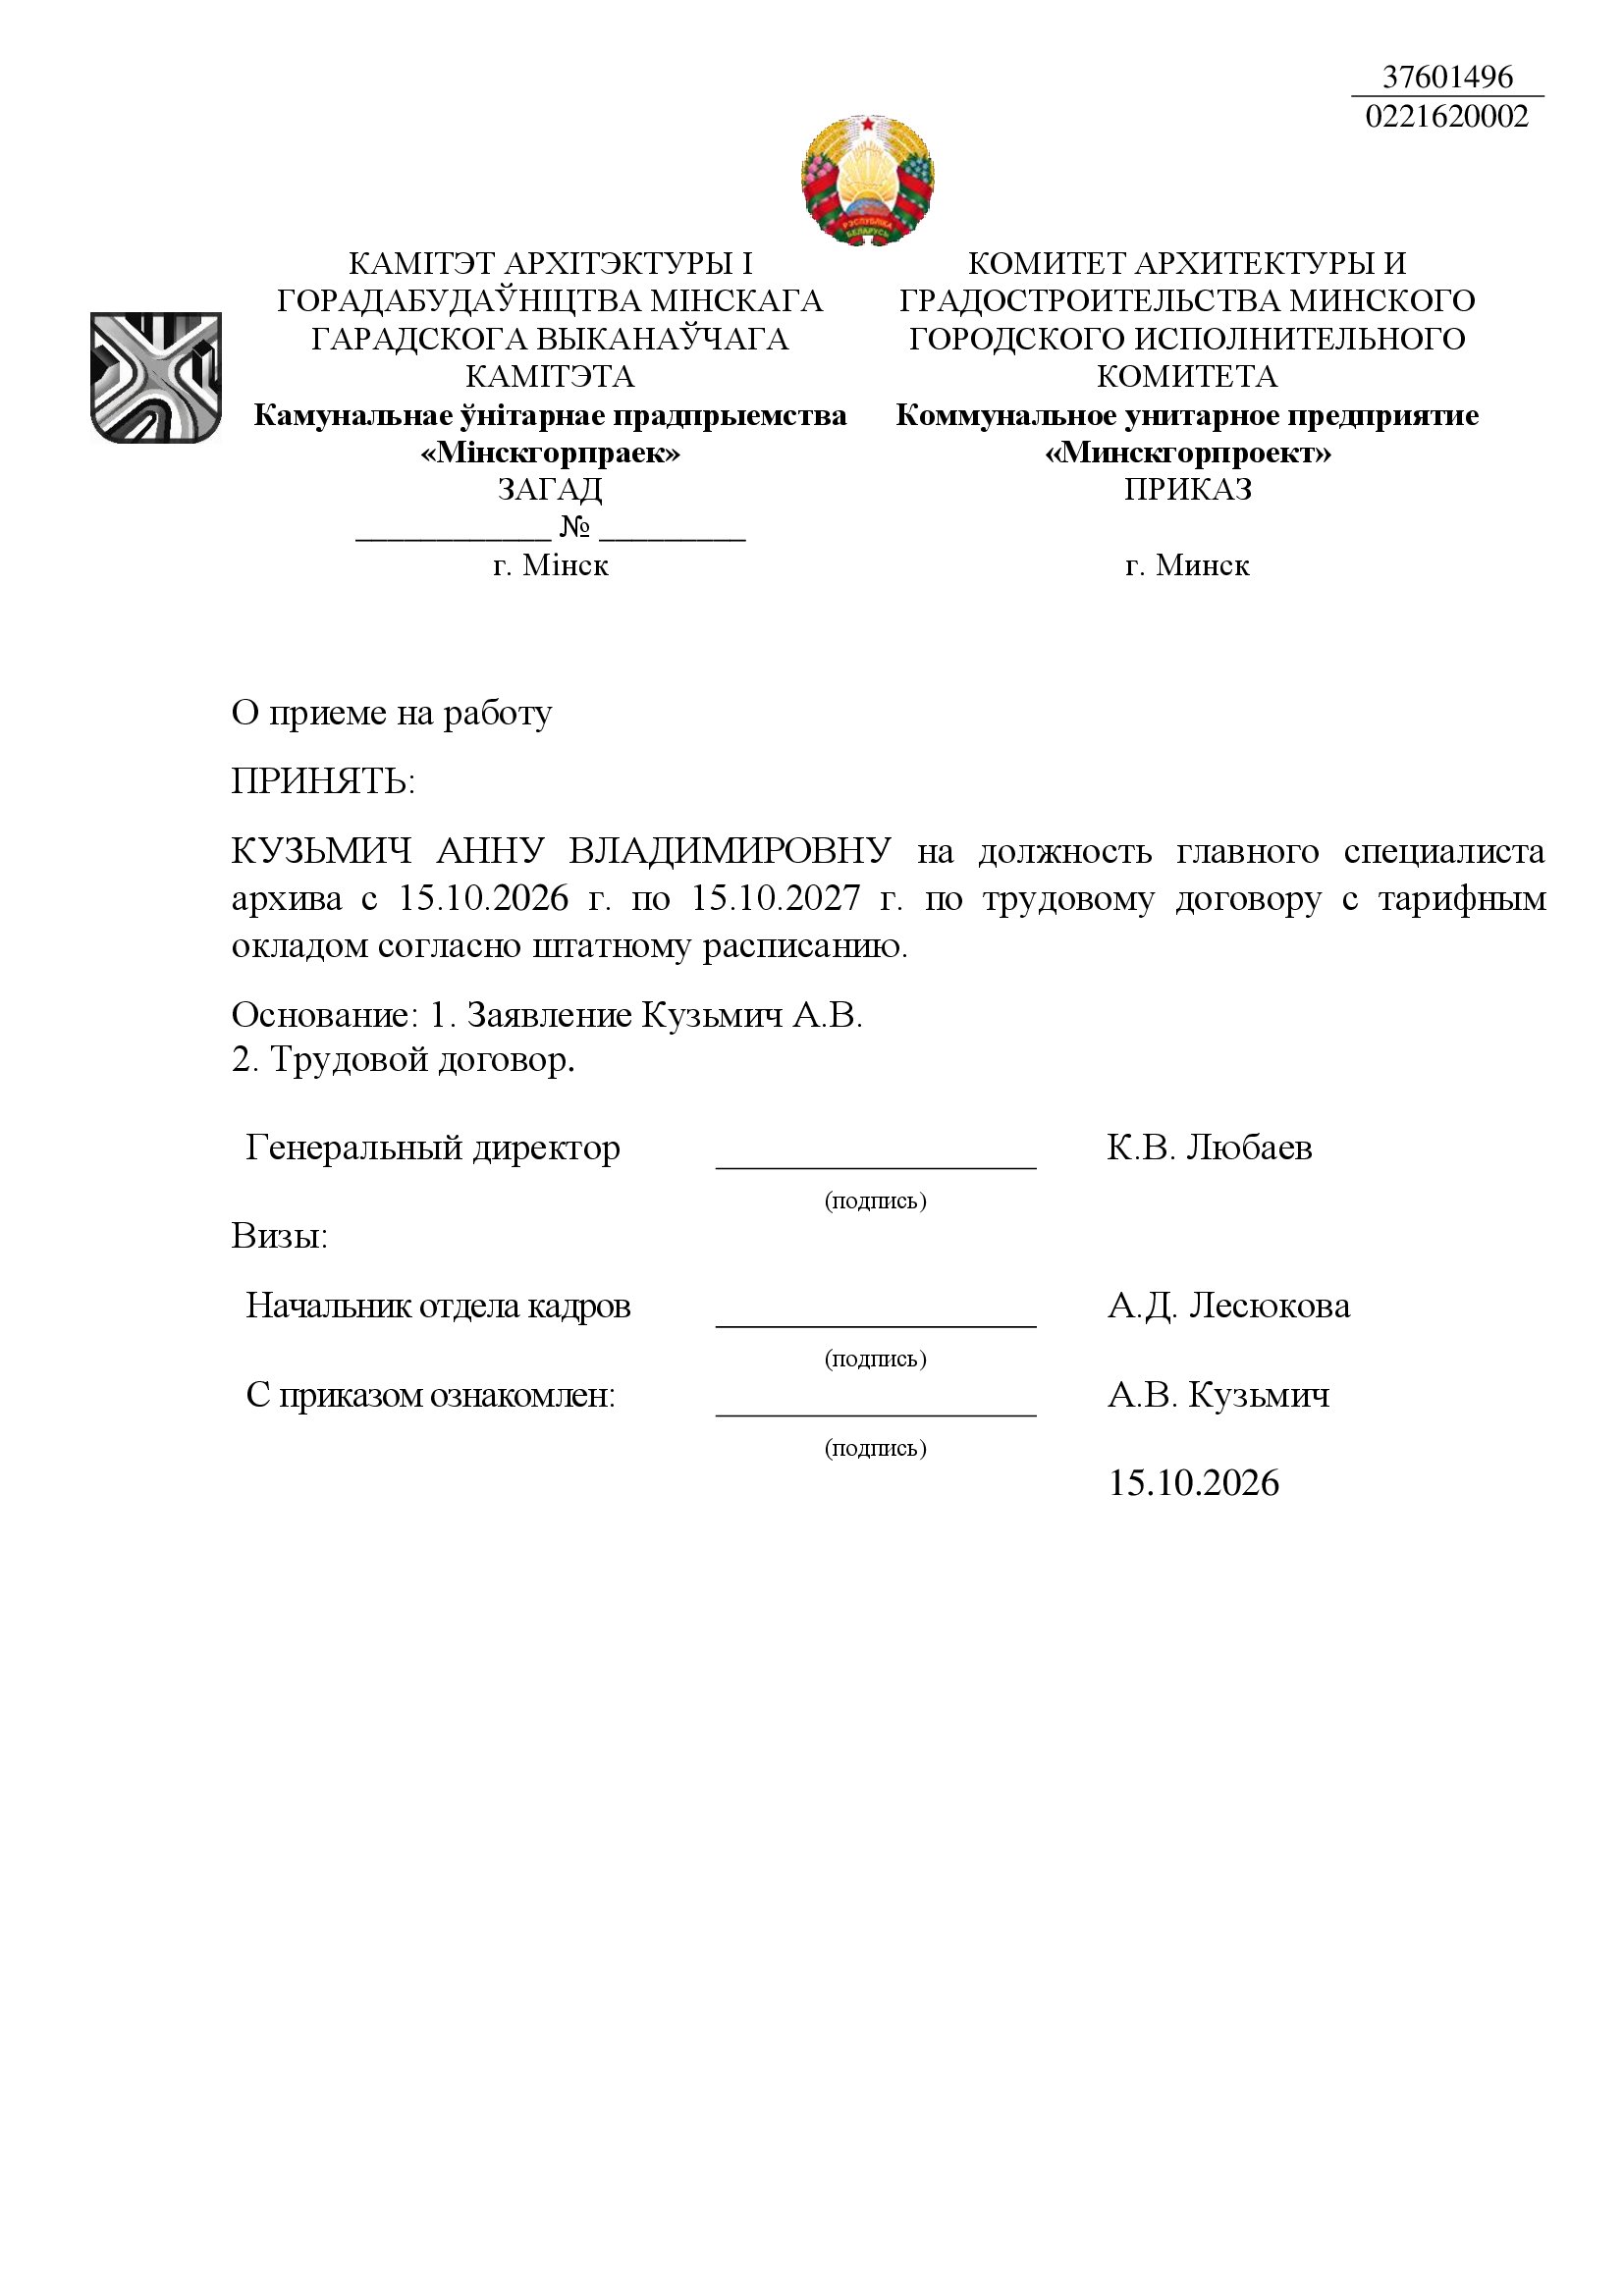 37601496
0221620002
РЭСПУБЛІКА
БЕЛАРУСЬ
КАМІТЭТ АРХІТЭКТУРЫ І
ГОРАДАБУДАЎНІЦТВА МІНСКАГА
ГАРАДСКОГА ВЫКАНАЎЧАГА
КАМІТЭТА
Камунальнае ўнітарнае прадпрыемства
«Мінскгорпраек»
ЗАГАД
____________ № _________
г. Мінск
КОМИТЕТ АРХИТЕКТУРЫ И
ГРАДОСТРОИТЕЛЬСТВА МИНСКОГО
ГОРОДСКОГО ИСПОЛНИТЕЛЬНОГО
КОМИТЕТА
Коммунальное унитарное предприятие
«Минскгорпроект»
ПРИКАЗ
г. Минск
О приеме на работу
ПРИНЯТЬ:
КУЗЬМИЧ АННУ ВЛАДИМИРОВНУ на должность главного специалиста
архива с 15.10.2026 г. по 15.10.2027 г. по трудовому договору с тарифным
окладом согласно штатному расписанию.
Основание: 1. Заявление Кузьмич А.В.
2. Трудовой договор.
Генеральный директор К.В. Любаев
(подпись)
Визы:
Начальник отдела кадров А.Д. Лесюкова
(подпись)
С приказом ознакомлен: А.В. Кузьмич
(подпись)
15.10.2026